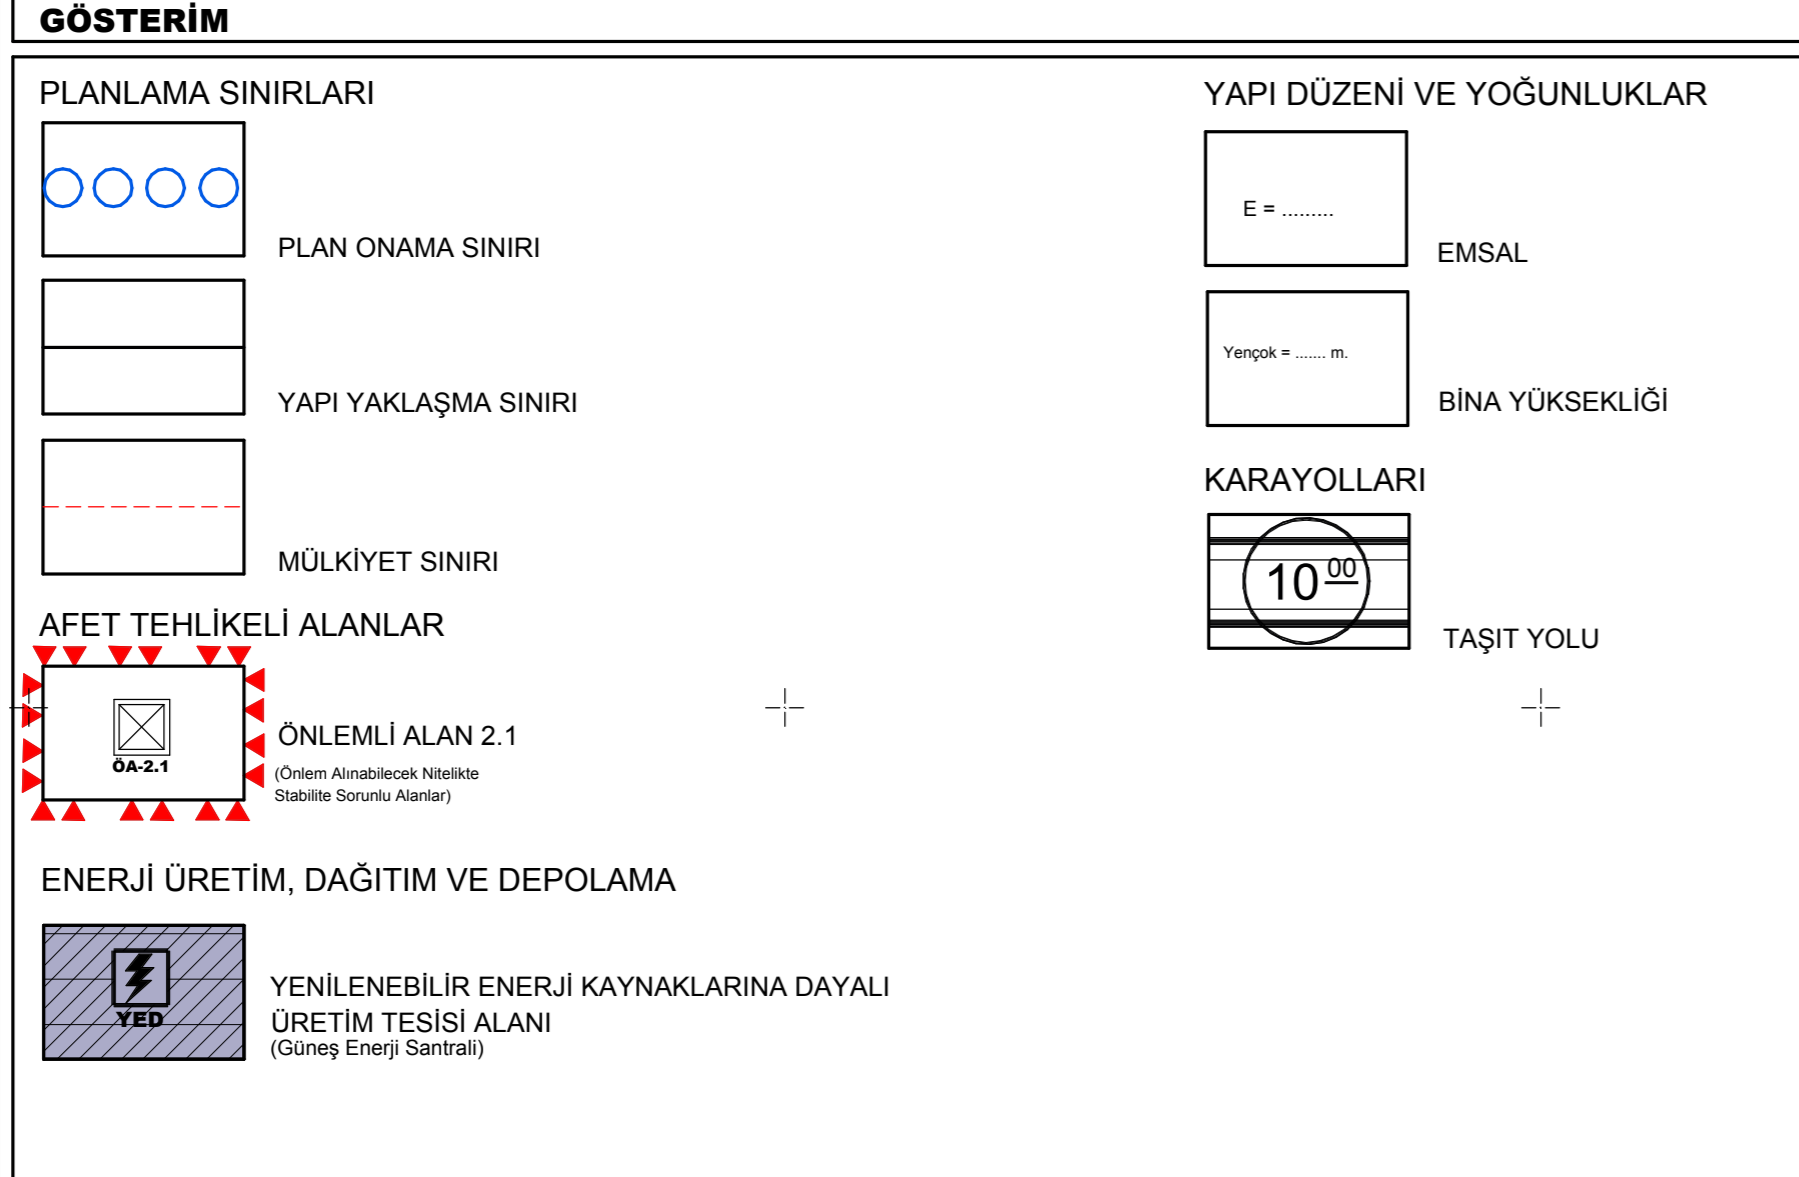 GÖSTERİM
PLANLAMA SINIRLARI
PLAN ONAMA SINIRI
YAPI YAKLAŞMA SINIRI
MÜLKİYET SINIRI
AFET TEHLİKELİ ALANLAR
ÖA-2.1
ÖNLEMLİ ALAN 2.1
(Önlem Alınabilecek Nitelikte
Stabilite Sorunlu Alanlar)
ENERJİ ÜRETİM, DAĞITIM VE DEPOLAMA
YED
YENİLENEBİLİR ENERJİ KAYNAKLARINA DAYALI
ÜRETİM TESİSİ ALANI
(Güneş Enerji Santrali)
YAPI DÜZENİ VE YOĞUNLUKLAR
E = .........
EMSAL
Yençok = ....... m.
BİNA YÜKSEKLİĞİ
KARAYOLLARI
10 00
TAŞIT YOLU